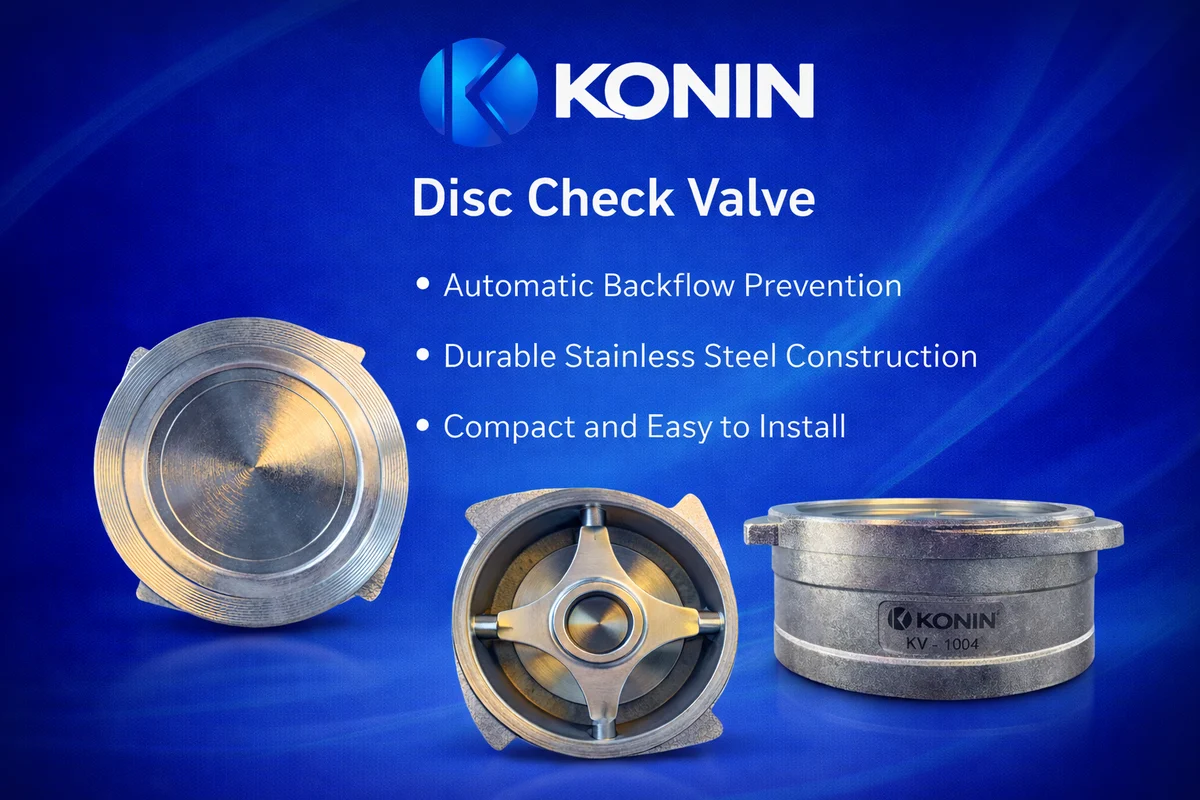 KONIN
Disc Check Valve
• Automatic Backflow Prevention
• Durable Stainless Steel Construction
• Compact and Easy to Install
KONIN
KV - 1004